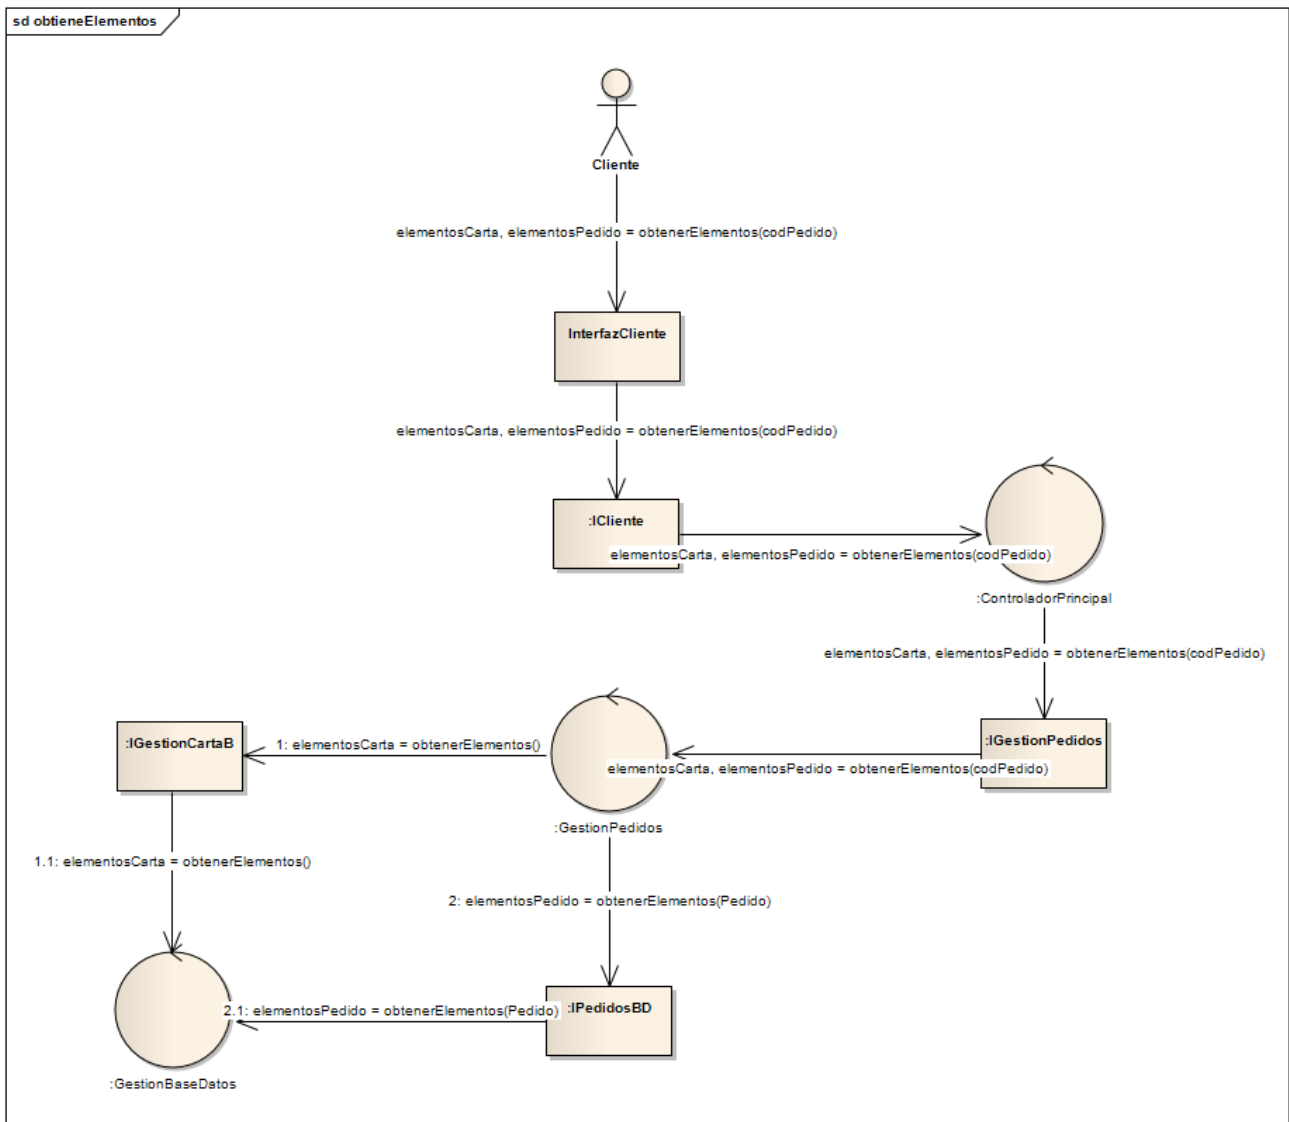 sd obtieneElementos
Cliente
elementosCarta, elementosPedido = obtenerElementos(codPedido)
InterfazCliente
elementosCarta, elementosPedido = obtenerElementos(codPedido)
:ICliente
elementosCarta, elementosPedido = obtenerElementos(codPedido)
:ControladorPrincipal
elementosCarta, elementosPedido = obtenerElementos(codPedido)
:IGestionCartaB
1: elementosCarta = obtenerElementos()
:IGestionPedidos
elementosCarta, elementosPedido = obtenerElementos(codPedido)
:GestionPedidos
1.1: elementosCarta = obtenerElementos()
2: elementosPedido = obtenerElementos(Pedido)
2.1: elementosPedido = obtenerElementos(Pedido)
:IPedidosBD
:GestionBaseDatos